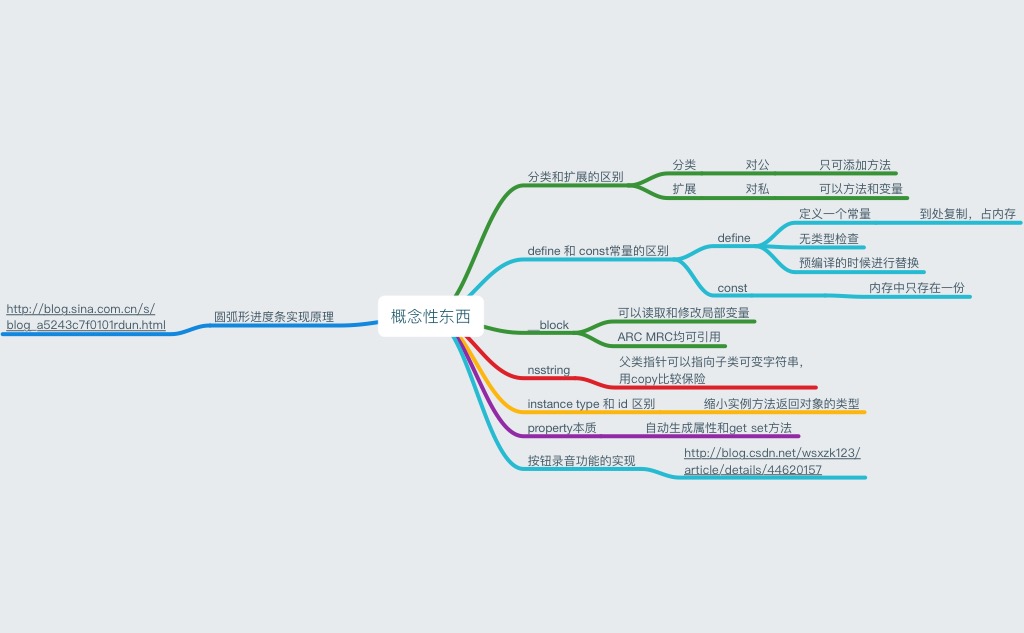 概念性东西
分类和扩展的区别
分类
对公
只可添加方法
扩展
对私
可以方法和变量
define 和 const常量的区别
define
定义一个常量
到处复制，占内存
无类型检查
预编译的时候进行替换
const
内存中只存在一份
__block
可以读取和修改局部变量
ARC MRC均可引用
nsstring
父类指针可以指向子类可变字符串，
用copy比较保险
instance type 和 id 区别
缩小实例方法返回对象的类型
property本质
自动生成属性和get set方法
按钮录音功能的实现
http://blog.csdn.net/wsxzk123/
article/details/44620157
圆弧形进度条实现原理
http://blog.sina.com.cn/s/
blog_a5243c7f0101rdun.html